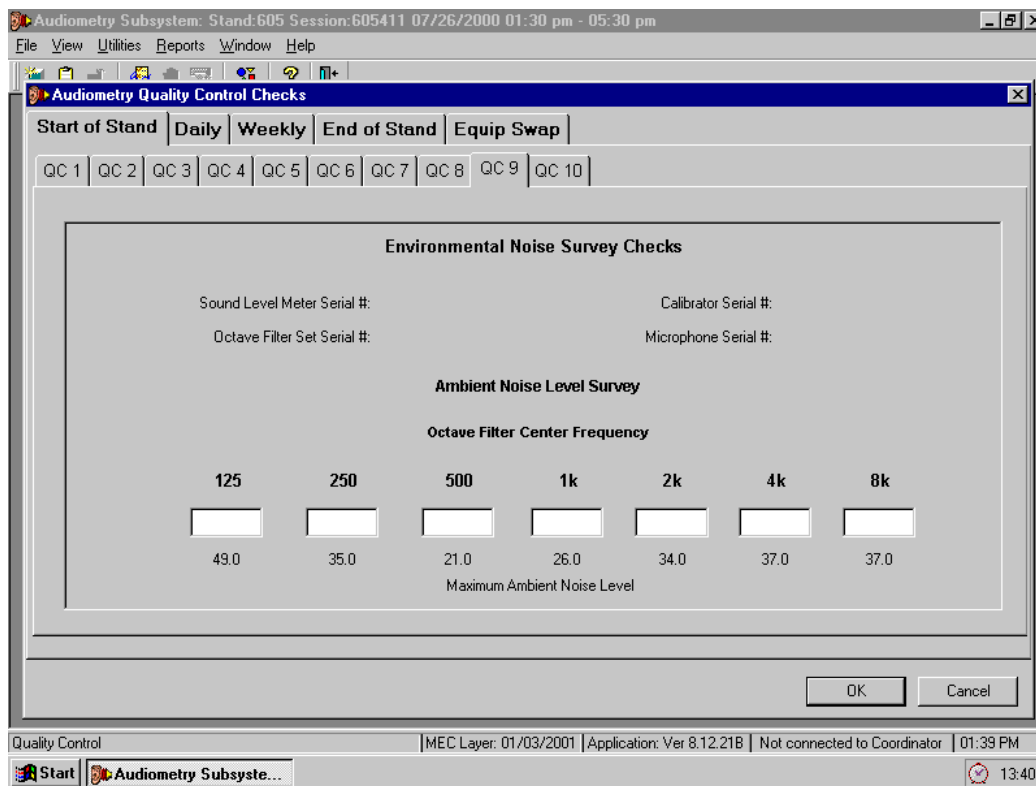 Audiometry Subsystem: Stand:605 Session:605411 07/26/2000 01:30 pm - 05:30 pm
File View Utilities Reports Window Help
Audiometry Quality Control Checks
Start of Stand Daily Weekly End of Stand Equip Swap
QC 1 QC 2 QC 3 QC 4 QC 5 QC 6 QC 7 QC 8 QC 9 QC 10
Environmental Noise Survey Checks
Sound Level Meter Serial #: Calibrator Serial #:
Octave Filter Set Serial #: Microphone Serial #:
Ambient Noise Level Survey
Octave Filter Center Frequency
125 250 500 1k 2k 4k 8k
49.0 35.0 21.0 26.0 34.0 37.0 37.0
Maximum Ambient Noise Level
OK Cancel
Quality Control MEC Layer: 01/03/2001 Application: Ver 8.12.21B Not connected to Coordinator 01:39 PM
Start Audiometry Subsyste... 13:40